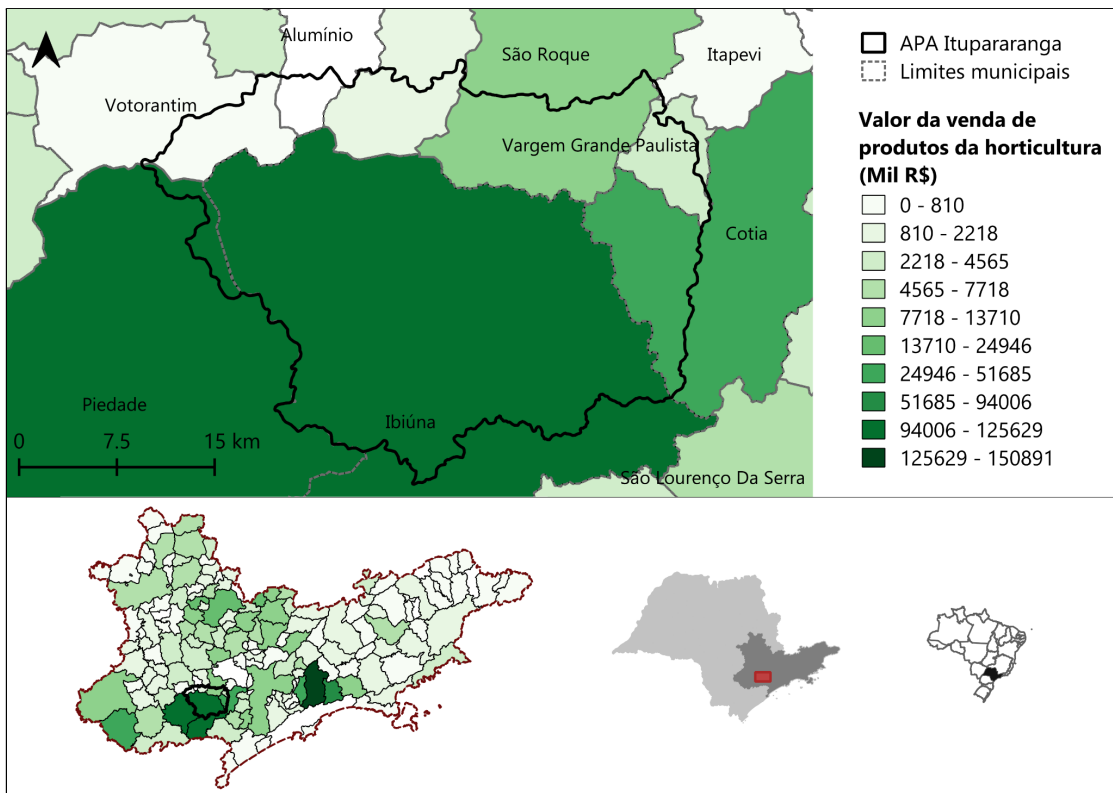 Alumínio
São Roque
Itapevi
Votorantim
Vargem Grande Paulista
Cotia
Piedade
Ibiúna
0 7.5 15 km
São Lourenço Da Serra
APA Itupararanga
Limites municipais
Valor da venda de
produtos da horticultura
(Mil R$)
0 - 810
810 - 2218
2218 - 4565
4565 - 7718
7718 - 13710
13710 - 24946
24946 - 51685
51685 - 94006
94006 - 125629
125629 - 150891